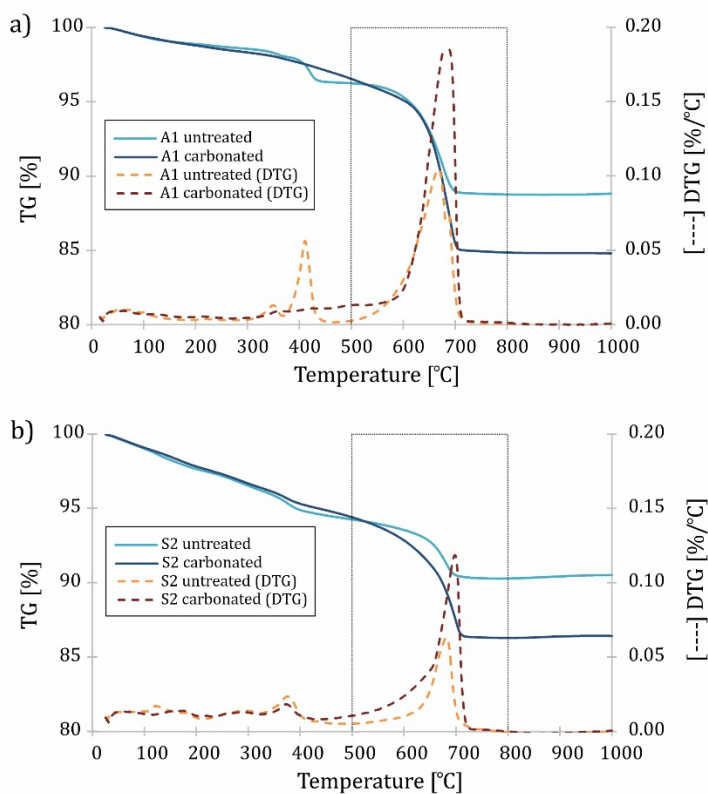 a)
100
95
90
85
80
TG [%]
A1 untreated
A1 carbonated
A1 untreated (DTG)
A1 carbonated (DTG)
0.20
0.15
0.10
0.05
0.00
[----] DTG [%/°C]
0 100 200 300 400 500 600 700 800 900 1000
Temperature [°C]
b)
100
95
90
85
80
TG [%]
S2 untreated
S2 carbonated
S2 untreated (DTG)
S2 carbonated (DTG)
0.20
0.15
0.10
0.05
0.00
[----] DTG [%/°C]
0 100 200 300 400 500 600 700 800 900 1000
Temperature [°C]